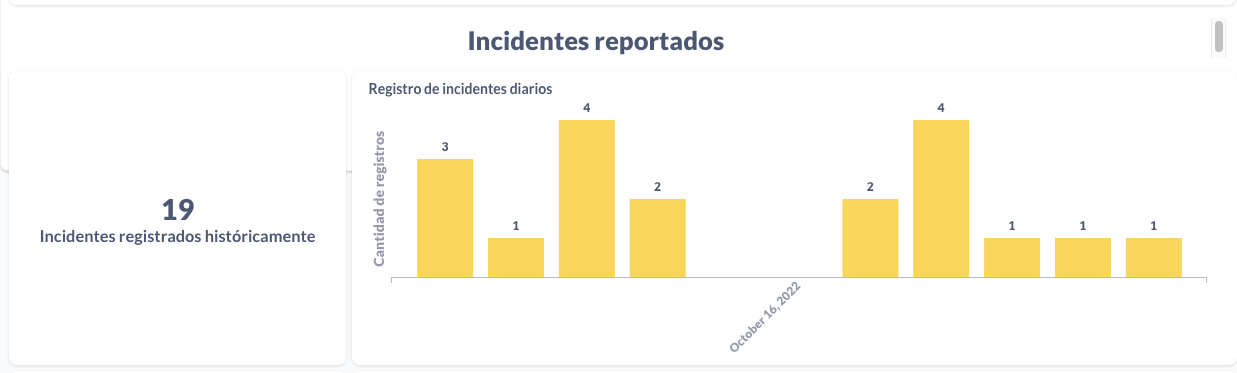 Incidentes reportados
19
Incidentes registrados históricamente
Registro de incidentes diarios
Cantidad de registros
3
1
4
2
2
4
1
1
1
October 16, 2022